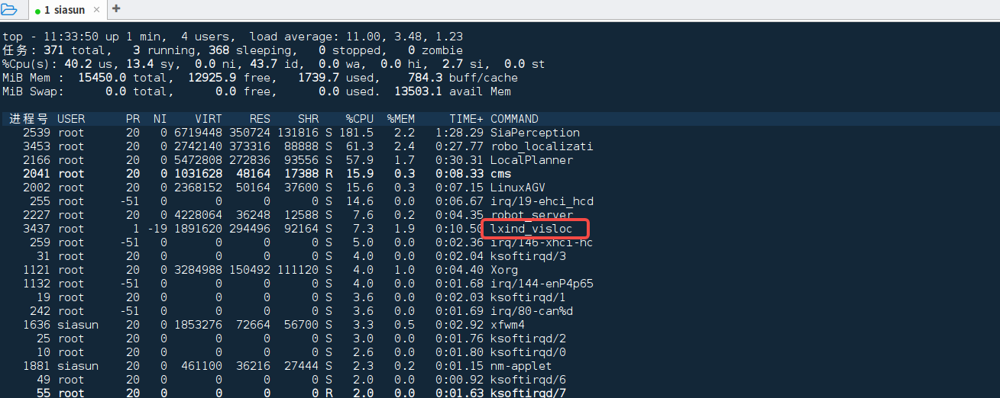 1 siasun × +
top - 11:33:50 up 1 min, 4 users, load average: 11.00, 3.48, 1.23
任务: 371 total, 3 running, 368 sleeping, 0 stopped, 0 zombie
%Cpu(s): 40.2 us, 13.4 sy, 0.0 ni, 43.7 id, 0.0 wa, 0.0 hi, 2.7 si, 0.0 st
MiB Mem : 15450.0 total, 12925.9 free, 1739.7 used, 784.3 buff/cache
MiB Swap: 0.0 total, 0.0 free, 0.0 used. 13503.1 avail Mem
进程号 USER PR NI VIRT RES SHR %CPU %MEM TIME+ COMMAND
2539 root 20 0 6719448 350724 131816 S 181.5 2.2 1:28.29 SiaPerception
3453 root 20 0 2742140 373316 88888 S 61.3 2.4 0:27.77 robo_localizati
2166 root 20 0 5472808 272836 93556 S 57.9 1.7 0:30.31 LocalPlanner
2041 root 20 0 1031628 48164 17388 R 15.9 0.3 0:08.33 cms
2002 root 20 0 2368152 50164 37600 S 15.6 0.3 0:07.15 LinuxAGV
255 root -51 0 0 0 0 S 14.6 0.0 0:06.67 irq/19-ehci_hcd
2227 root 20 0 4228064 36248 12588 S 7.6 0.2 0:04.35 robot_server
3437 root 1 -19 1891620 294496 92164 S 7.3 1.9 0:10.50 lxind_visloc
259 root -51 0 0 0 0 S 5.0 0.0 0:02.36 irq/146-xhci-hc
31 root 20 0 0 0 0 S 4.0 0.0 0:02.04 ksoftirqd/3
1121 root 20 0 3284988 150492 111120 S 4.0 1.0 0:04.40 Xorg
1132 root -51 0 0 0 0 S 4.0 0.0 0:01.68 irq/144-enP4p65
19 root 20 0 0 0 0 S 3.6 0.0 0:02.03 ksoftirqd/1
242 root -51 0 0 0 0 S 3.6 0.0 0:01.69 irq/80-can%d
1636 siasun 20 0 1853276 72664 56700 S 3.3 0.5 0:02.92 xfwm4
25 root 20 0 0 0 0 S 3.0 0.0 0:01.76 ksoftirqd/2
10 root 20 0 0 0 0 S 2.6 0.0 0:01.80 ksoftirqd/0
1881 siasun 20 0 461100 36216 27444 S 2.3 0.2 0:01.15 nm-applet
49 root 20 0 0 0 0 S 2.0 0.0 0:00.92 ksoftirqd/6
55 root 20 0 0 0 0 R 2.0 0.0 0:01.63 ksoftirqd/7